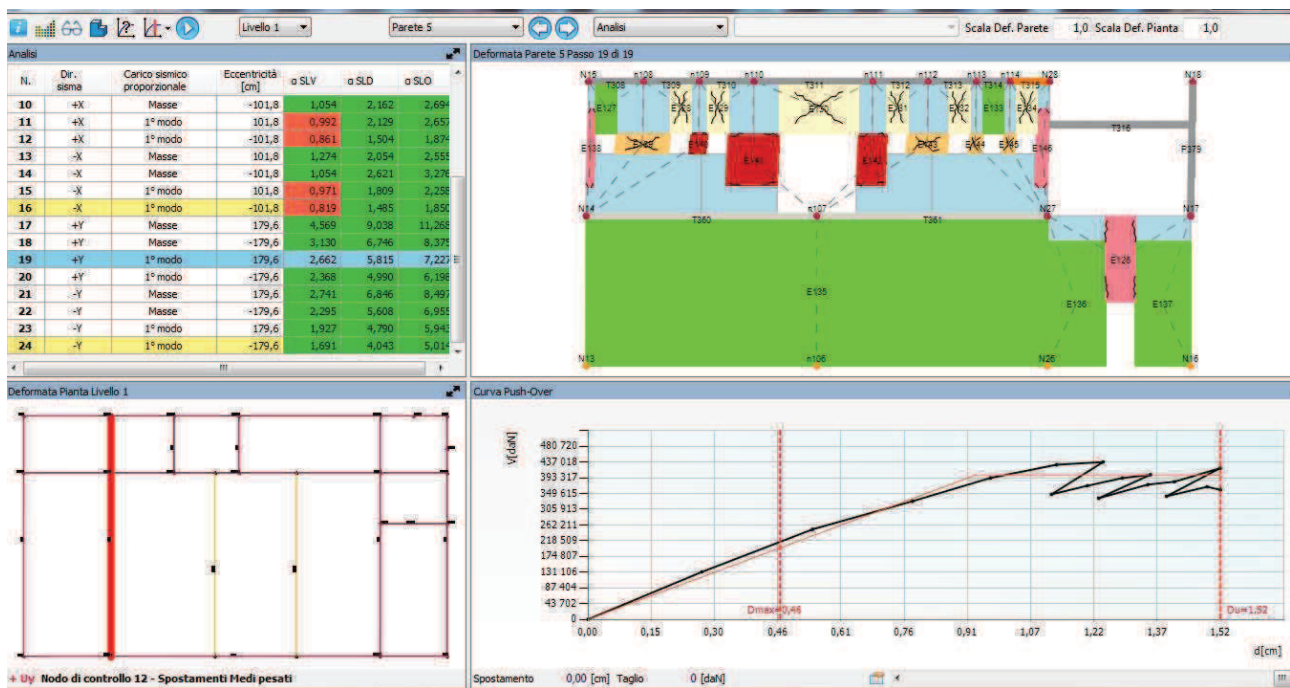 Livello 1 Parete 5 Analisi Scala Def. Parete 1,0 Scala Def. Pianta 1,0
Analisi
N. Dir. sisma Carico sismico proporzionale Eccentricità [cm] α SLV α SLD α SLO
10 +X Masse -101,8 1,054 2,162 2,694
11 +X 1° modo 101,8 0,992 2,129 2,657
12 +X 1° modo -101,8 0,861 1,504 1,874
13 -X Masse 101,8 1,274 2,054 2,555
14 -X Masse -101,8 1,054 2,621 3,276
15 -X 1° modo 101,8 0,971 1,809 2,258
16 -X 1° modo -101,8 0,819 1,485 1,850
17 +Y Masse 179,6 4,569 9,038 11,268
18 +Y Masse -179,6 3,130 6,746 8,375
19 +Y 1° modo 179,6 2,662 5,815 7,227
20 +Y 1° modo -179,6 2,368 4,990 6,198
21 -Y Masse 179,6 2,741 6,846 8,497
22 -Y Masse -179,6 2,295 5,608 6,955
23 -Y 1° modo 179,6 1,927 4,790 5,943
24 -Y 1° modo -179,6 1,691 4,043 5,014
Deformata Parete 5 Passo 19 di 19
N15 n108 n109 n110 n111 n112 n113 n114 N28 N18
T308 T309 T310 T311 T312 T313 T314 T315
E127 E133 T316
E138 E141 E142 E146 P379
N14 n107 N27 N17
T360 T361
E126
E135 E136 E137
N13 n106 N26 N16
Deformata Pianta Livello 1
+ Uy Nodo di controllo 12 - Spostamenti Medi pesati
Curva Push-Over
V[daN]
480 720
437 018
393 317
349 615
305 913
262 211
218 509
174 807
131 106
87 404
43 702
0
Dmax=0,46 Du=1,52
0,00 0,15 0,30 0,46 0,61 0,76 0,91 1,07 1,22 1,37 1,52
d[cm]
Spostamento 0,00 [cm] Taglio 0 [daN]